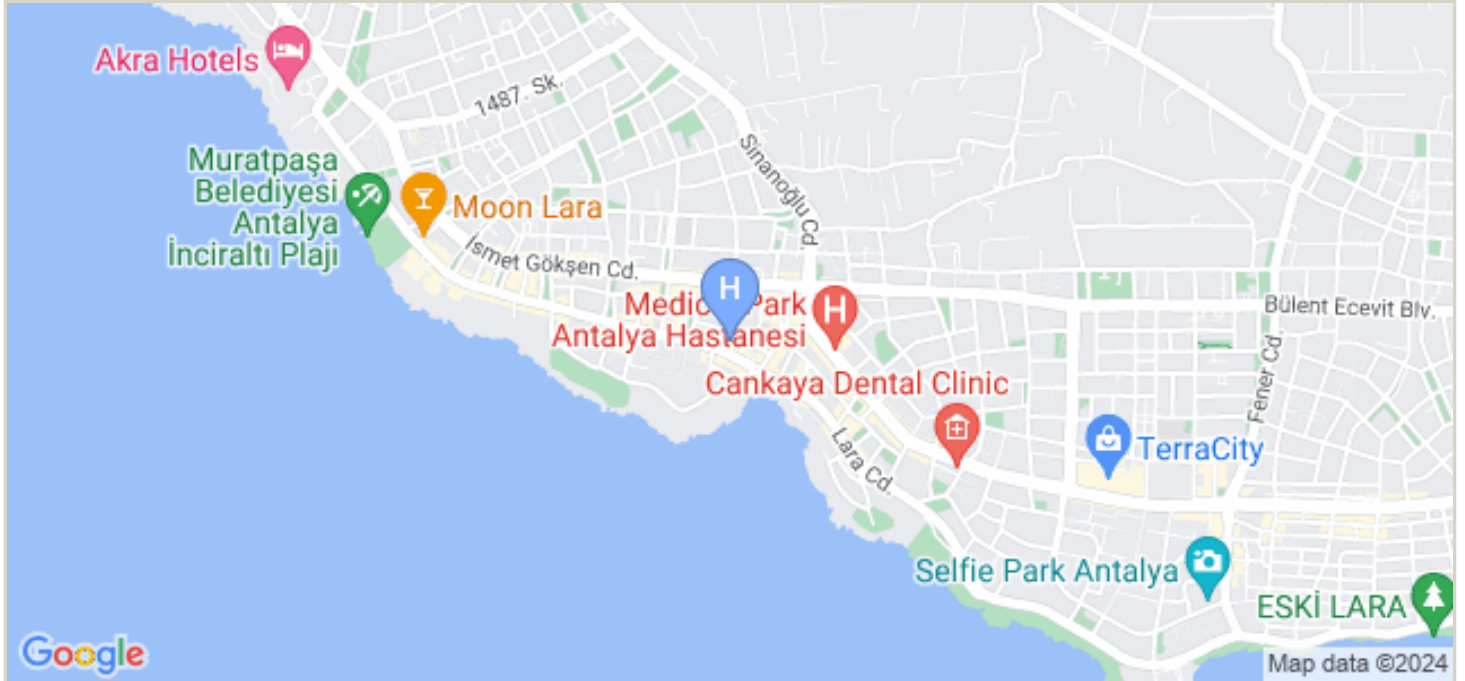 Akra Hotels
1487. Sk.
Muratpaşa
Belediyesi
Antalya
İnciraltı Plajı
Moon Lara
Sinanoğlu Cd.
İsmet Gökşen Cd.
H
H
Park
Antalya Hastanesi
Bülent Ecevit Blv.
Cankaya Dental Clinic
Fener Cd.
Lara Cd.
TerraCity
Selfie Park Antalya
ESKİ LARA
Google
Map data ©2024